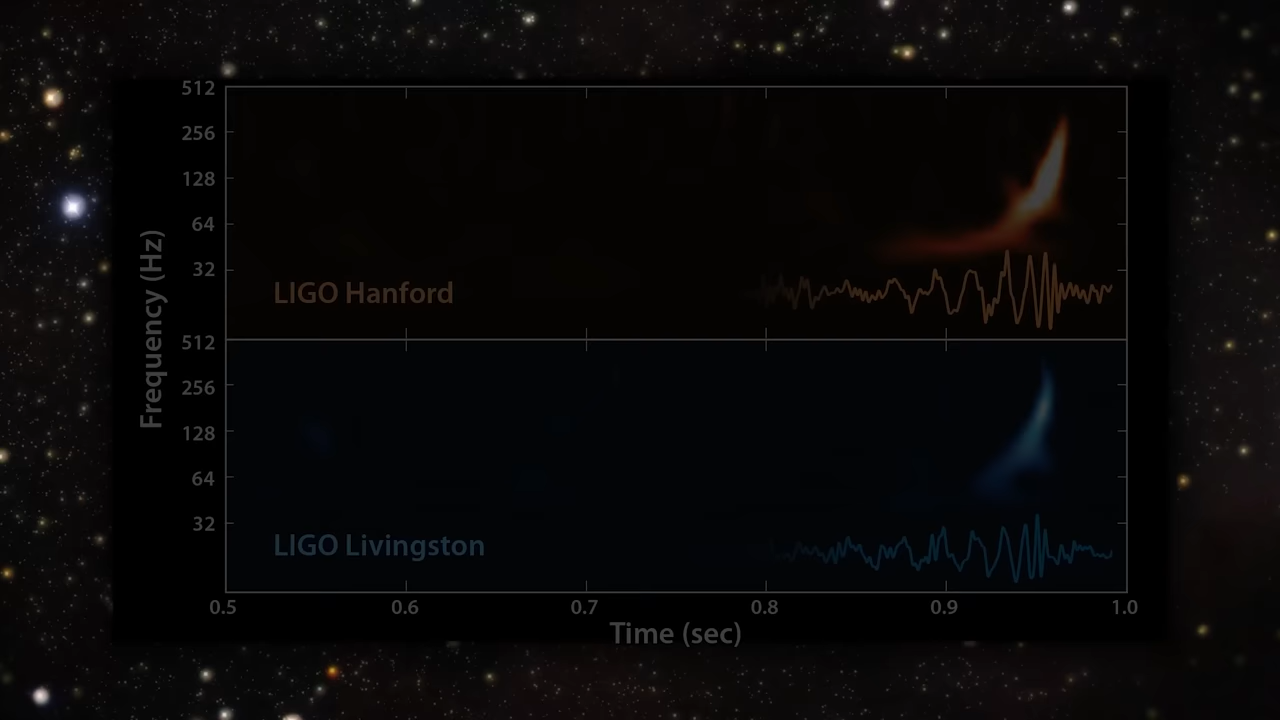 512
256
128
64
32
LIGO Hanford
Frequency (Hz)
512
256
128
64
32
LIGO Livingston
0.5 0.6 0.7 0.8 0.9 1.0
Time (sec)